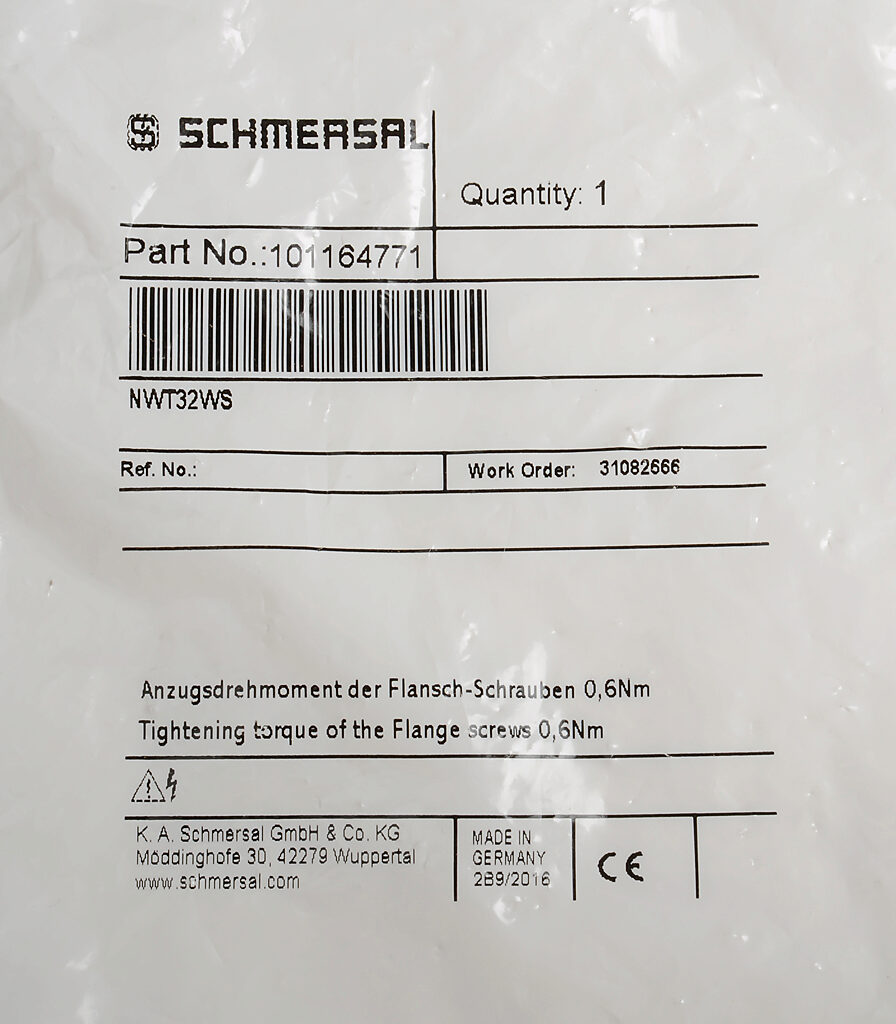 SCHMERSAL
Quantity: 1
Part No.:101164771
NWT32WS
Ref. No.:
Work Order: 31082666
Anzugsdrehmoment der Flansch-Schrauben 0,6Nm
Tightening torque of the Flange screws 0,6Nm
K. A. Schmersal GmbH & Co. KG
Möddinghofe 30, 42279 Wuppertal
www.schmersal.com
MADE IN
GERMANY
2B9/2016
CE